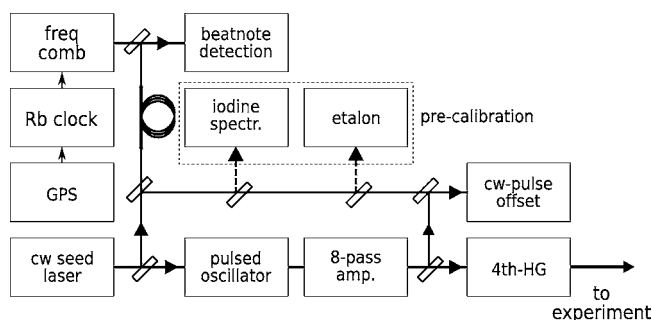 freq
comb
beatnote
detection
Rb clock
iodine
spectr.
etalon
pre-calibration
GPS
cw-pulse
offset
cw seed
laser
pulsed
oscillator
8-pass
amp.
4th-HG
to
experiment